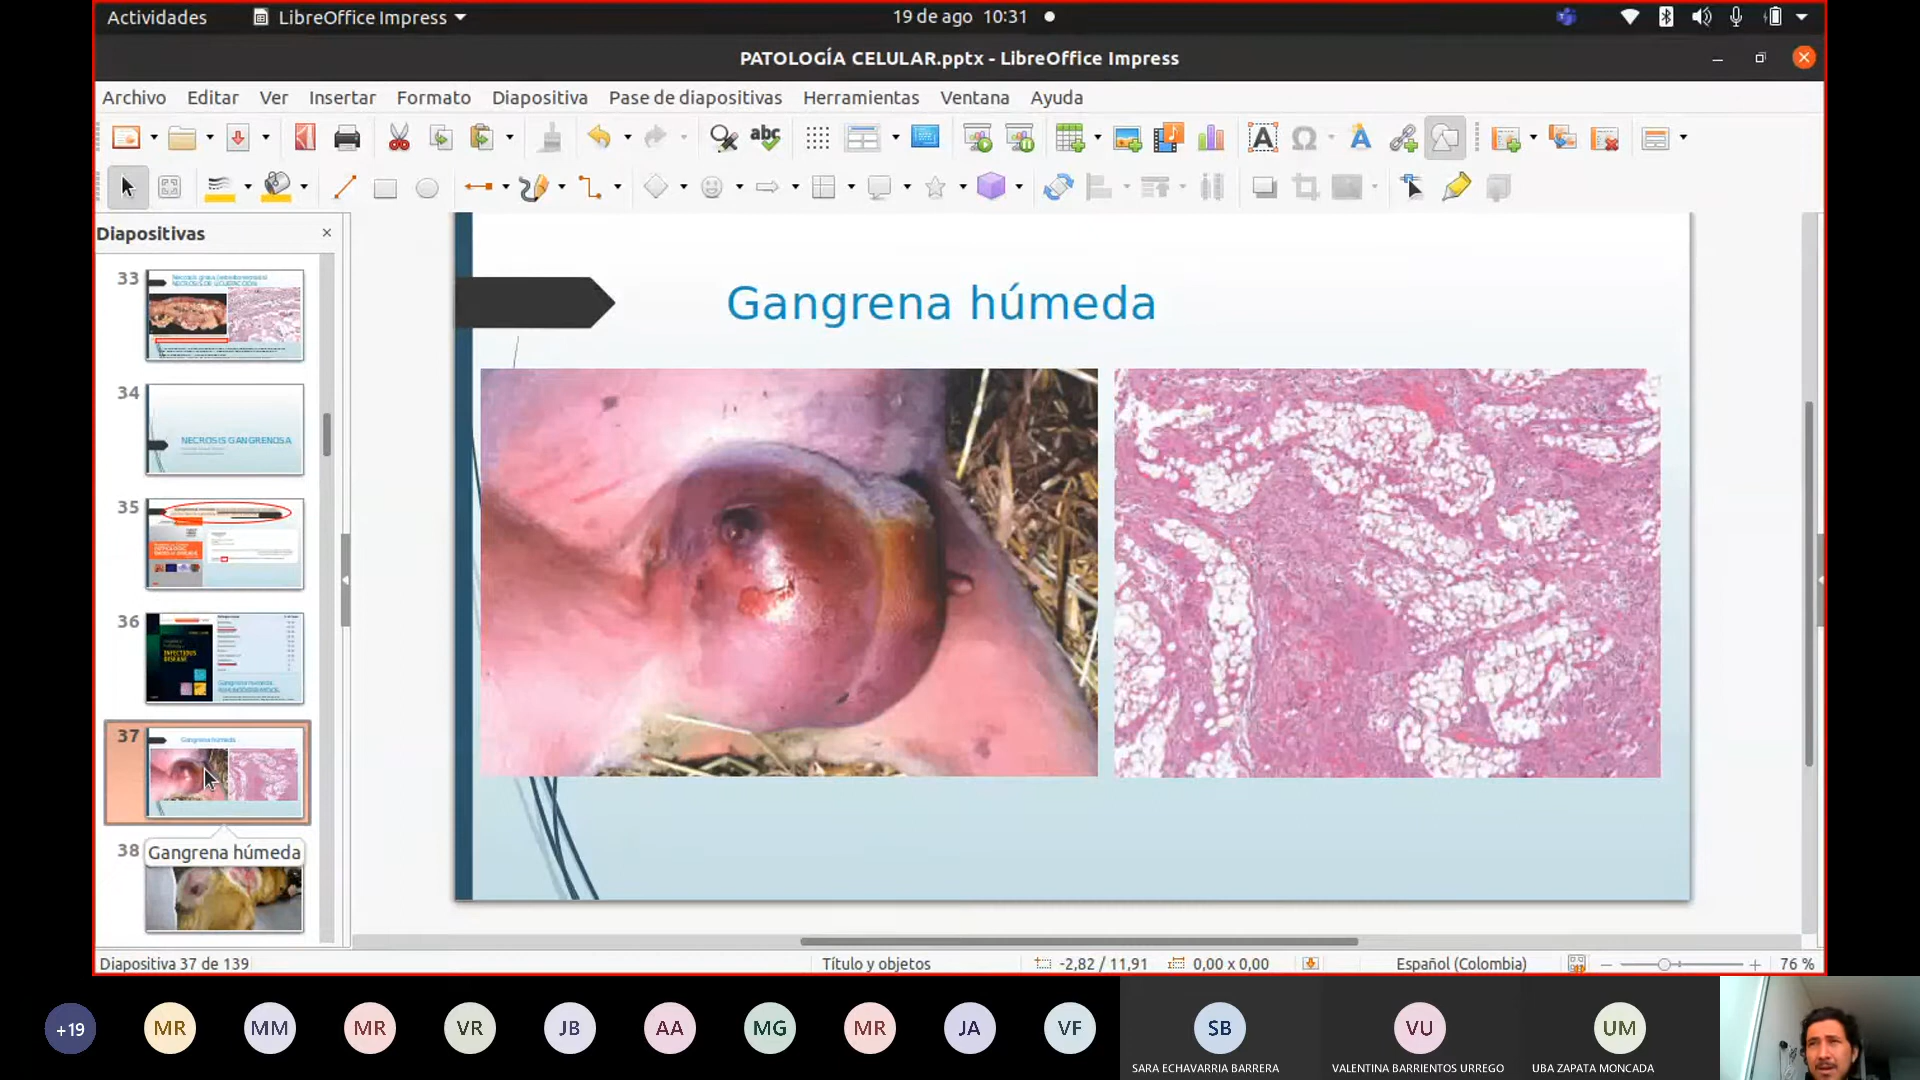 Actividades
LibreOffice Impress
19 de ago 10:31
PATOLOGÍA CELULAR.pptx - LibreOffice Impress
Archivo Editar Ver Insertar Formato Diapositiva Pase de diapositivas Herramientas Ventana Ayuda
abc
Diapositivas
33
34
NECROSIS GANGRENOSA
35
36
37
Gangrena húmeda
38
Gangrena húmeda
Gangrena húmeda
Diapositiva 37 de 139
Título y objetos
-2,82 / 11,91
0,00 x 0,00
Español (Colombia)
76 %
+19
MR
MM
MR
VR
JB
AA
MG
MR
JA
VF
SB
SARA ECHAVARRIA BARRERA
VU
VALENTINA BARRIENTOS URREGO
UM
UBA ZAPATA MONCADA